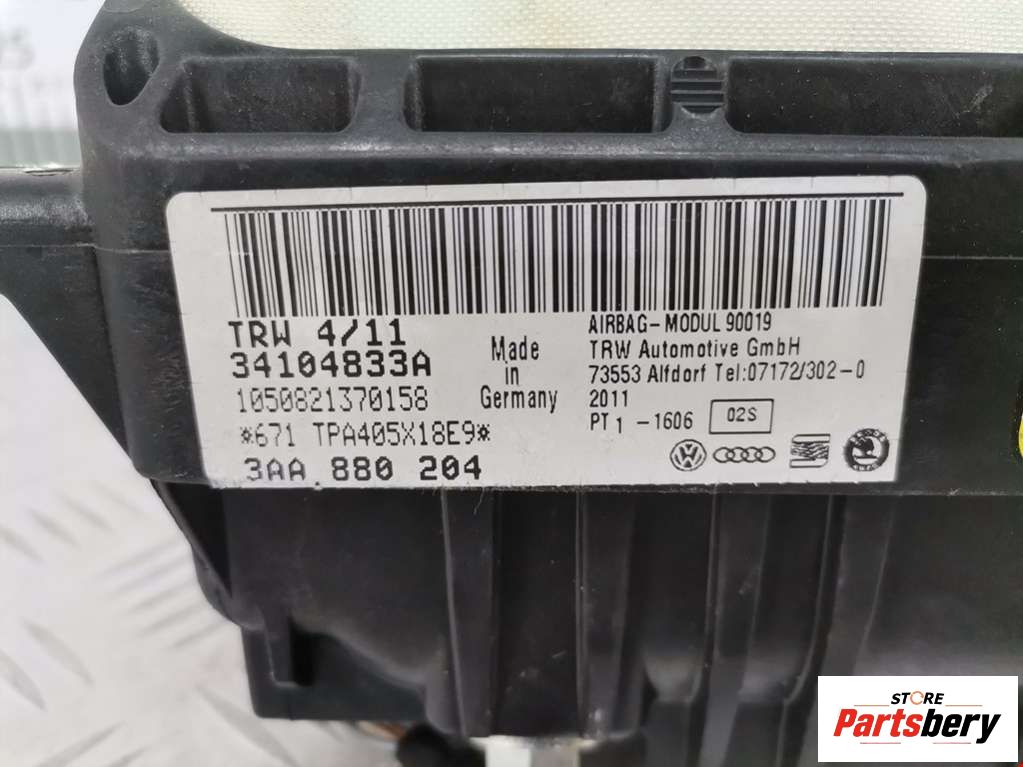 TRW 4/11
34104833A
1050821370158
*671 TPA405X18E9*
3AA 880 204
Made
in
Germany
AIRBAG-MODUL 90019
TRW Automotive GmbH
73553 Alfdorf Tel:07172/302-0
2011
PT 1 -1606 02S
STORE
Partsbery